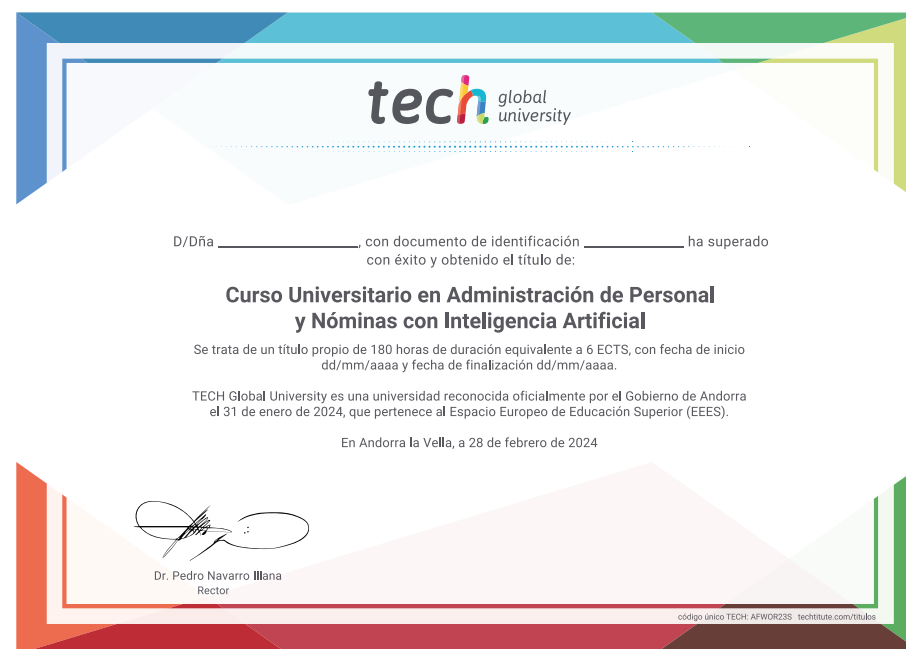 tech global university
D/Dña ____________, con documento de identificación ____________ ha superado
con éxito y obtenido el título de:
Curso Universitario en Administración de Personal
y Nóminas con Inteligencia Artificial
Se trata de un título propio de 180 horas de duración equivalente a 6 ECTS, con fecha de inicio
dd/mm/aaaa y fecha de finalización dd/mm/aaaa.
TECH Global University es una universidad reconocida oficialmente por el Gobierno de Andorra
el 31 de enero de 2024, que pertenece al Espacio Europeo de Educación Superior (EEES).
En Andorra la Vella, a 28 de febrero de 2024
Dr. Pedro Navarro Illana
Rector
código único TECH: AFWOR23S techtitute.com/titulos